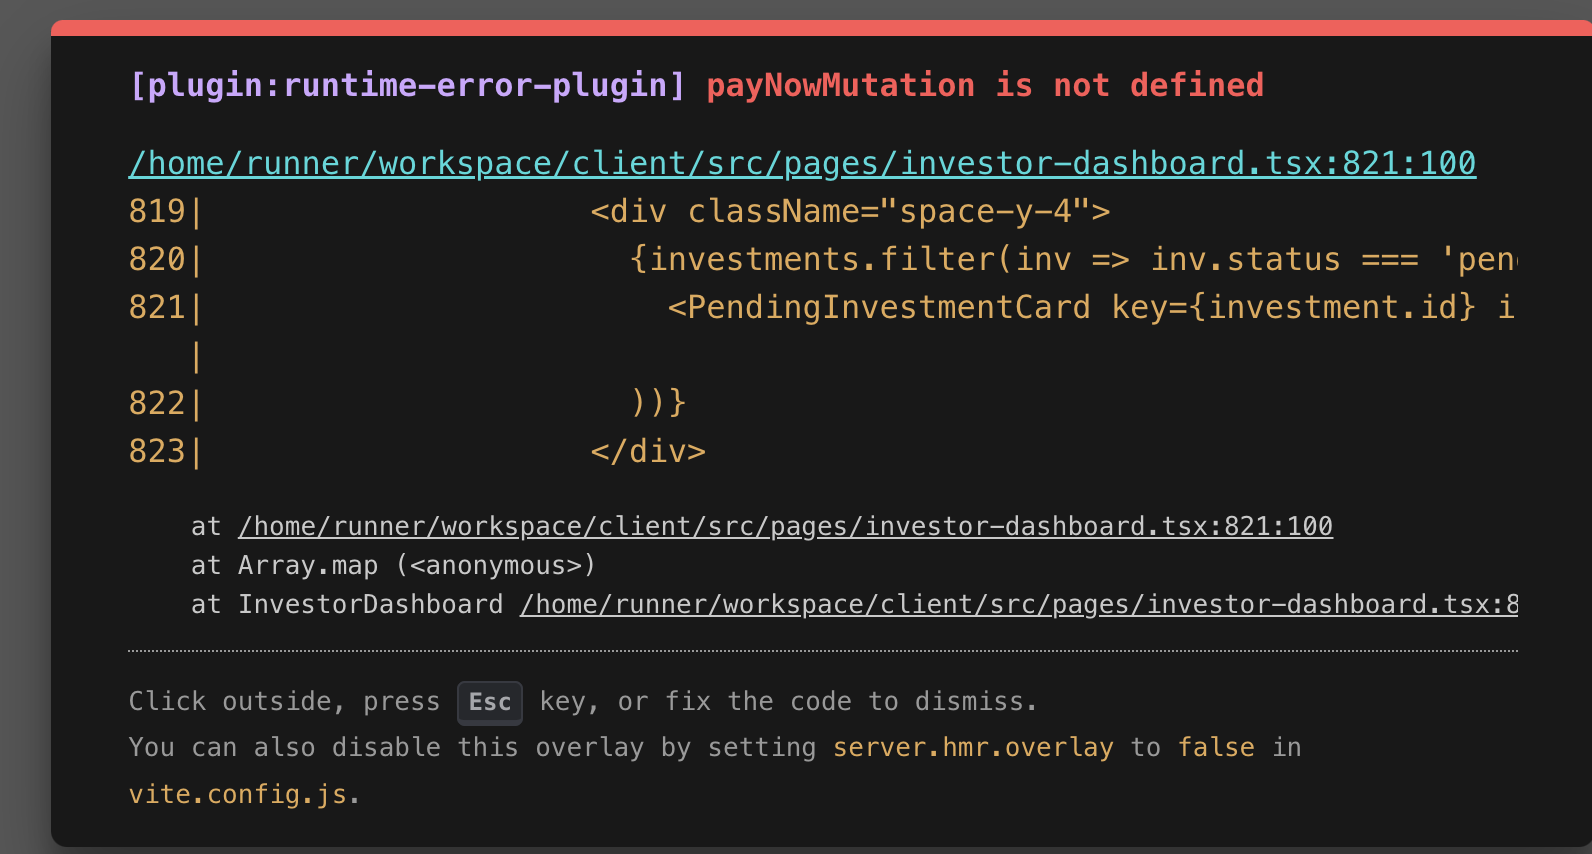 [plugin:runtime-error-plugin] payNowMutation is not defined
/home/runner/workspace/client/src/pages/investor-dashboard.tsx:821:100
819|                    <div className="space-y-4">
820|                      {investments.filter(inv => inv.status === 'pen
821|                        <PendingInvestmentCard key={investment.id} i
   |
822|                      ))}
823|                    </div>
at /home/runner/workspace/client/src/pages/investor-dashboard.tsx:821:100
at Array.map (<anonymous>)
at InvestorDashboard /home/runner/workspace/client/src/pages/investor-dashboard.tsx:8
Click outside, press Esc key, or fix the code to dismiss.
You can also disable this overlay by setting server.hmr.overlay to false in
vite.config.js.